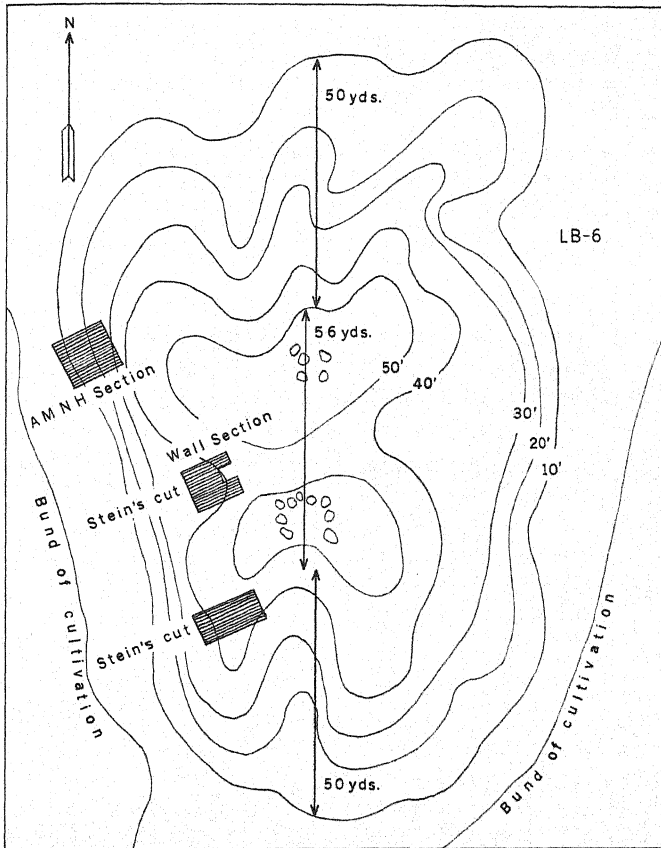 N
50 yds.
LB-6
56 yds.
50'
40'
30'
20'
10'
AMNH Section
Wall Section
Stein's cut
Stein's cut
Bund of cultivation
Bund of cultivation
50 yds.